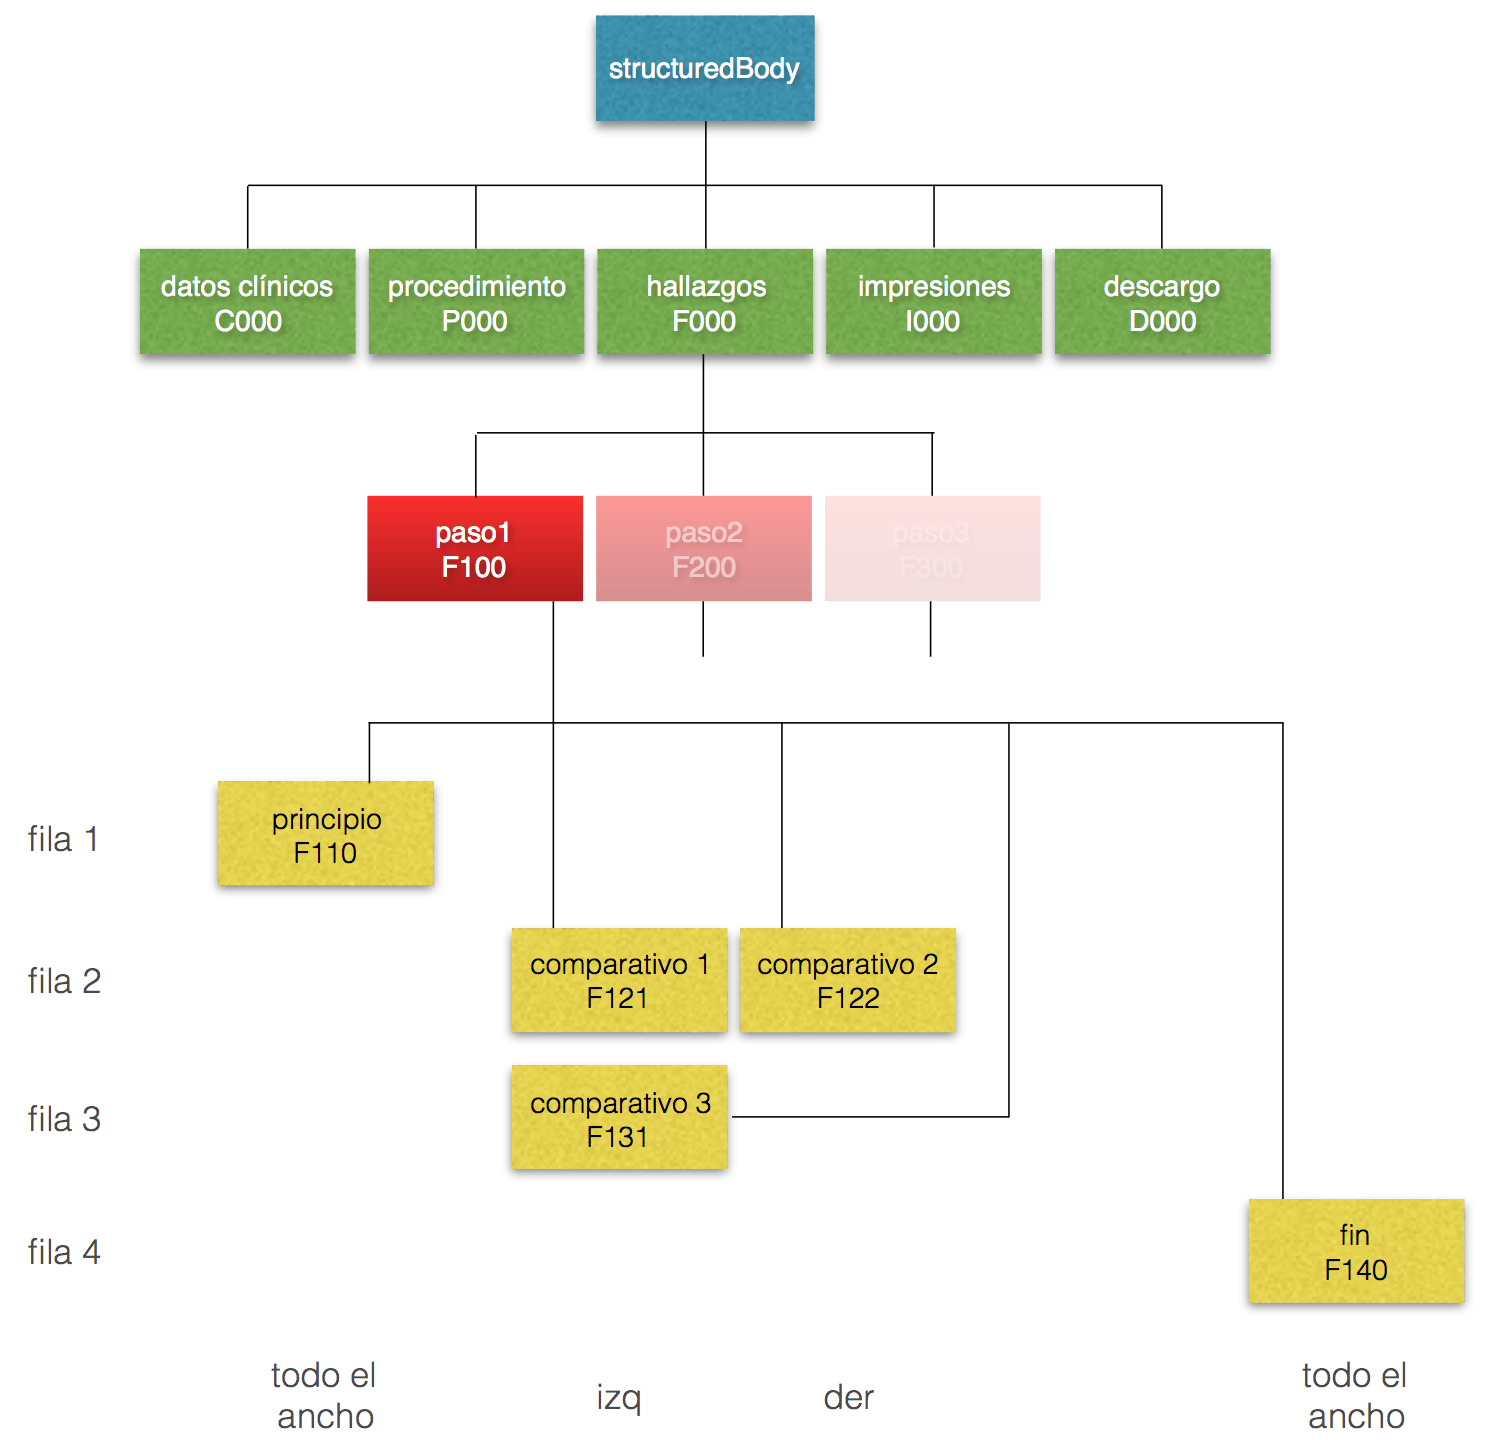 structuredBody
datos clínicos
C000
procedimiento
P000
hallazgos
F000
impresiones
I000
descargo
D000
paso1
F100
paso2
F200
paso3
F300
fila 1
principio
F110
fila 2
comparativo 1
F121
comparativo 2
F122
fila 3
comparativo 3
F131
fila 4
fin
F140
todo el
ancho
izq
der
todo el
ancho